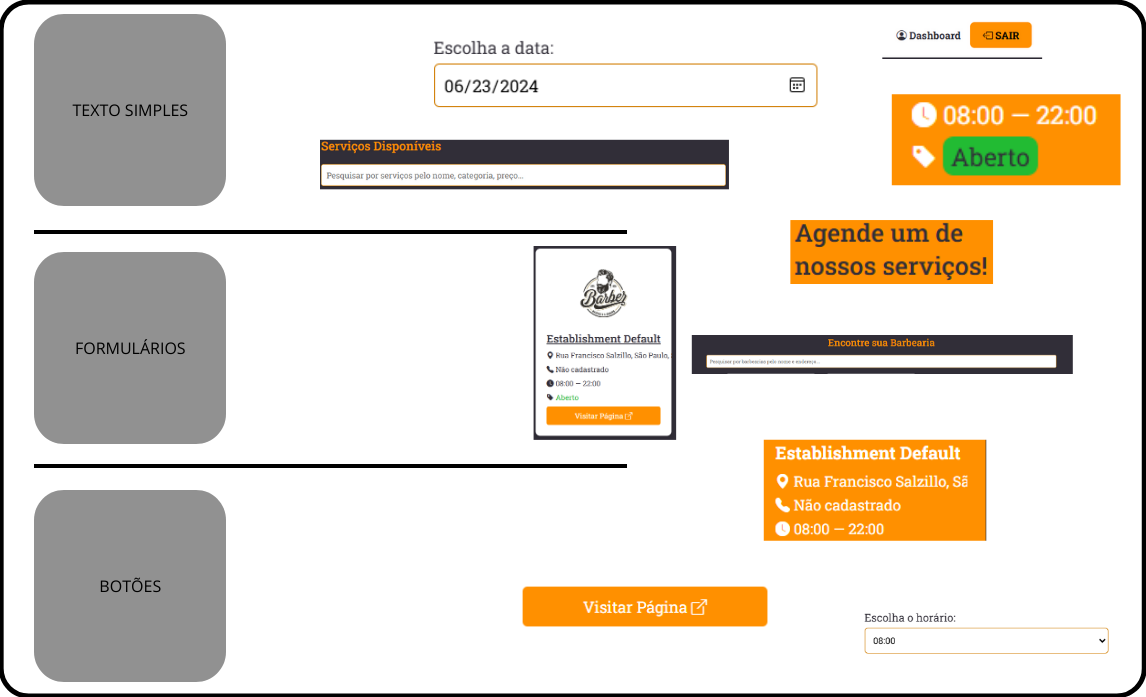 TEXTO SIMPLES
Escolha a data:
06/23/2024
Dashboard SAIR
08:00 — 22:00
Aberto
Serviços Disponíveis
Pesquisar por serviços pelo nome, categoria, preço...
Agende um de
nossos serviços!
FORMULÁRIOS
Barber
Establishment Default
Rua Francisco Salzillo, São Paulo,
Não cadastrado
08:00 — 22:00
Aberto
Visitar Página
Encontre sua Barbearia
Pesquisar por barbearias pelo nome e endereço...
Establishment Default
Rua Francisco Salzillo, Sã
Não cadastrado
08:00 — 22:00
BOTÕES
Visitar Página
Escolha o horário:
08:00